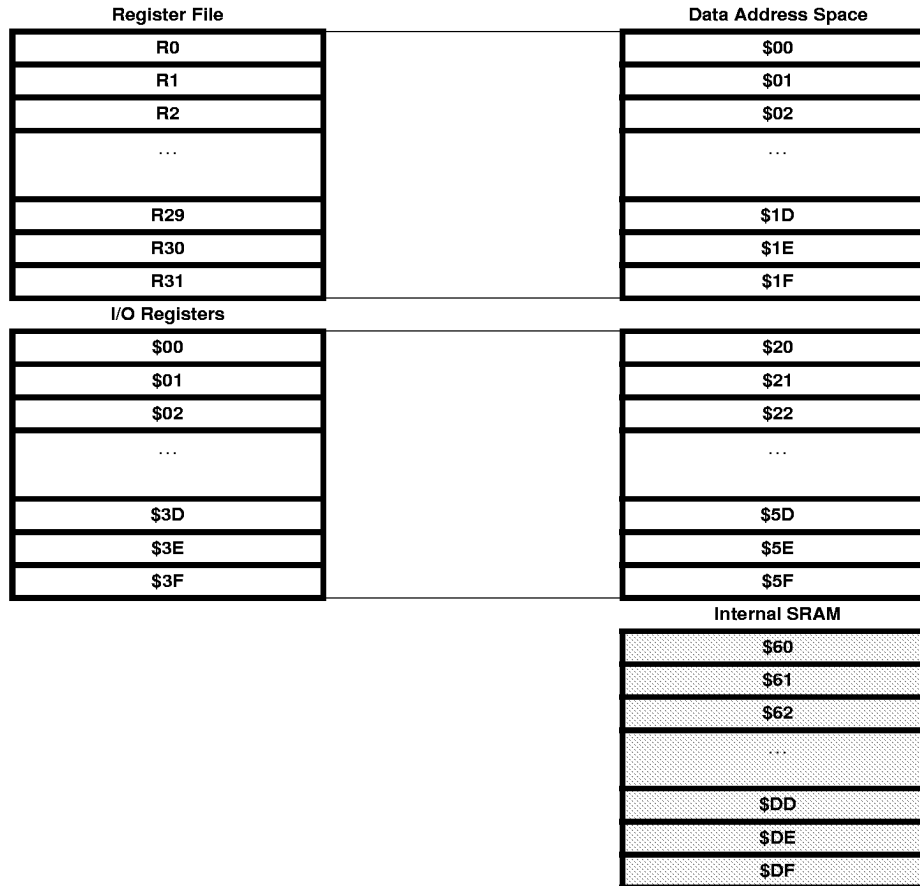 Register File Data Address Space
R0 $00
R1 $01
R2 $02
... ...
R29 $1D
R30 $1E
R31 $1F
I/O Registers
$00 $20
$01 $21
$02 $22
... ...
$3D $5D
$3E $5E
$3F $5F
Internal SRAM
$60
$61
$62
...
$DD
$DE
$DF